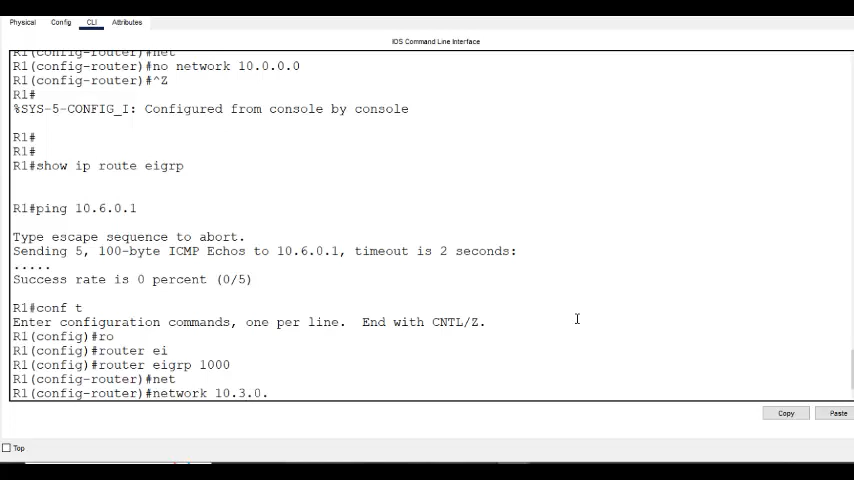 Physical Config CLI Attributes
IOS Command Line Interface
R1(config-router)#net
R1(config-router)#no network 10.0.0.0
R1(config-router)#^Z
R1#
%SYS-5-CONFIG_I: Configured from console by console
R1#
R1#
R1#show ip route eigrp
R1#ping 10.6.0.1
Type escape sequence to abort.
Sending 5, 100-byte ICMP Echos to 10.6.0.1, timeout is 2 seconds:
.....
Success rate is 0 percent (0/5)
R1#conf t
Enter configuration commands, one per line.  End with CNTL/Z.
R1(config)#ro
R1(config)#router ei
R1(config)#router eigrp 1000
R1(config-router)#net
R1(config-router)#network 10.3.0.
Copy Paste
Top